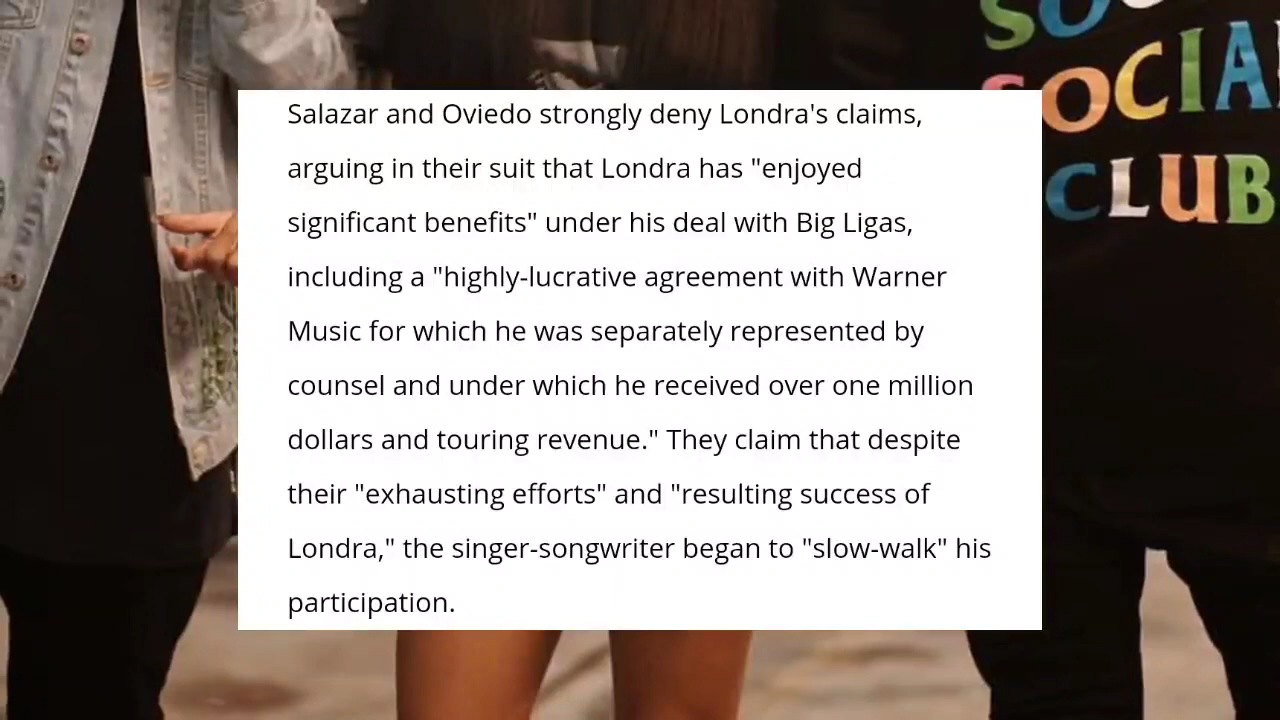 SOCIAL
CLUB
Salazar and Oviedo strongly deny Londra's claims,
arguing in their suit that Londra has "enjoyed
significant benefits" under his deal with Big Ligas,
including a "highly-lucrative agreement with Warner
Music for which he was separately represented by
counsel and under which he received over one million
dollars and touring revenue." They claim that despite
their "exhausting efforts" and "resulting success of
Londra," the singer-songwriter began to "slow-walk" his
participation.